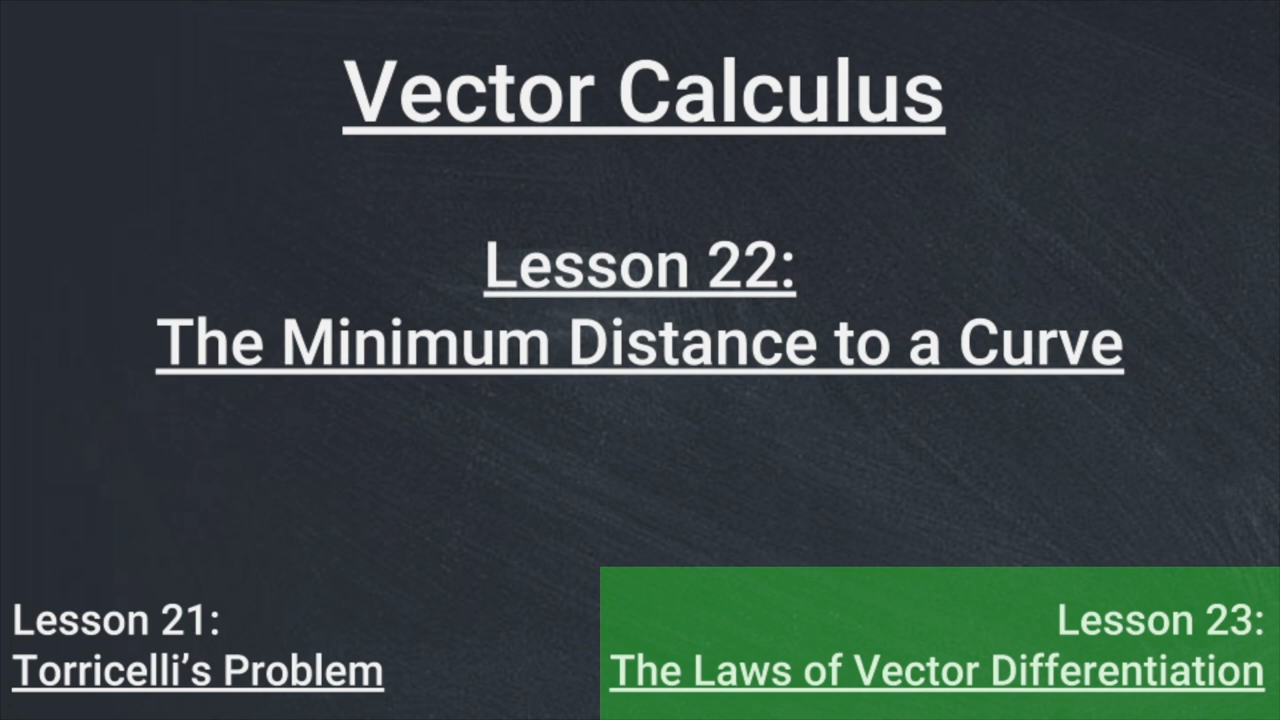 Vector Calculus
Lesson 22:
The Minimum Distance to a Curve
Lesson 21:
Torricelli’s Problem
Lesson 23:
The Laws of Vector Differentiation